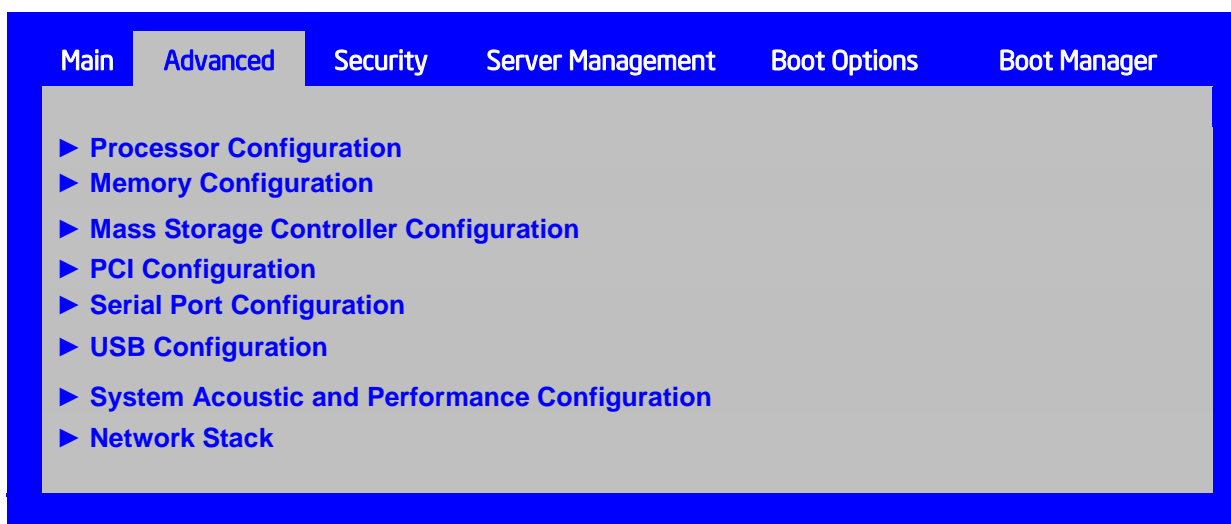 Main Advanced Security Server Management Boot Options Boot Manager
► Processor Configuration
► Memory Configuration
► Mass Storage Controller Configuration
► PCI Configuration
► Serial Port Configuration
► USB Configuration
► System Acoustic and Performance Configuration
► Network Stack